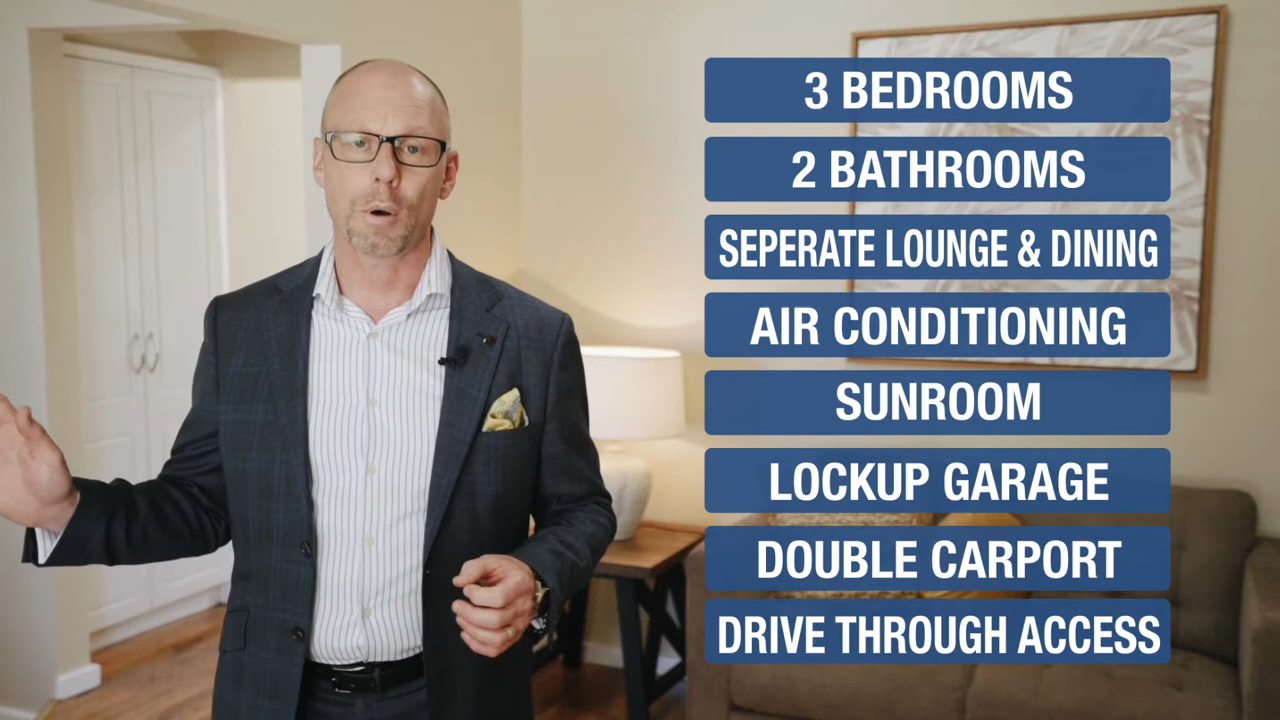 3 BEDROOMS
2 BATHROOMS
SEPERATE LOUNGE & DINING
AIR CONDITIONING
SUNROOM
LOCKUP GARAGE
DOUBLE CARPORT
DRIVE THROUGH ACCESS